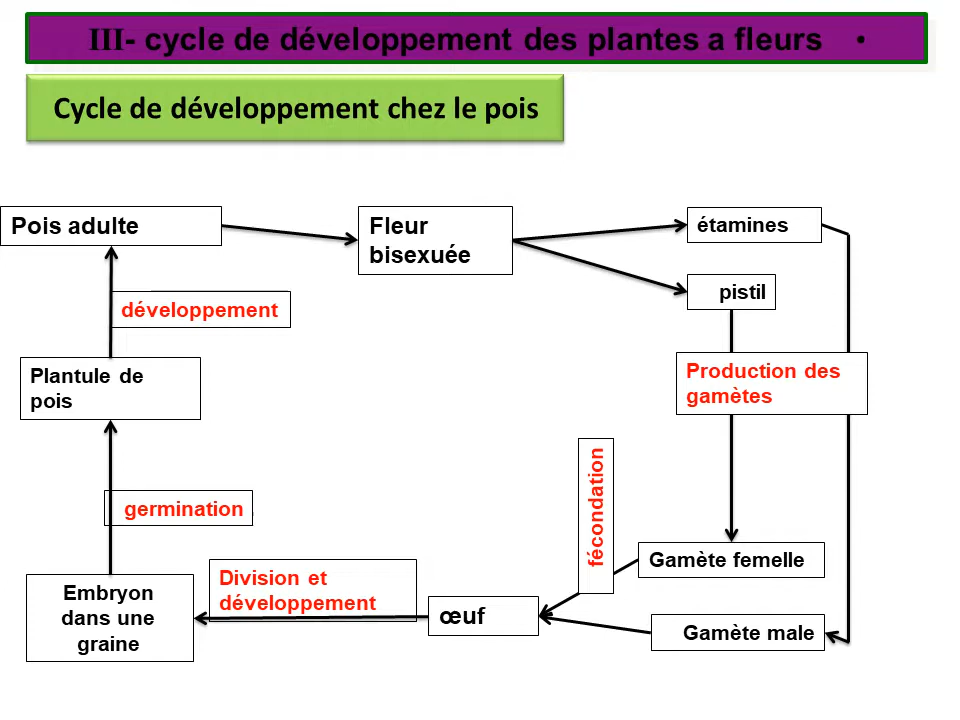 III- cycle de développement des plantes a fleurs •
Cycle de développement chez le pois
Pois adulte
Fleur
bisexuée
étamines
pistil
développement
Production des
gamètes
Plantule de
pois
fécondation
germination
Gamète femelle
Division et
développement
Embryon
dans une
graine
œuf
Gamète male